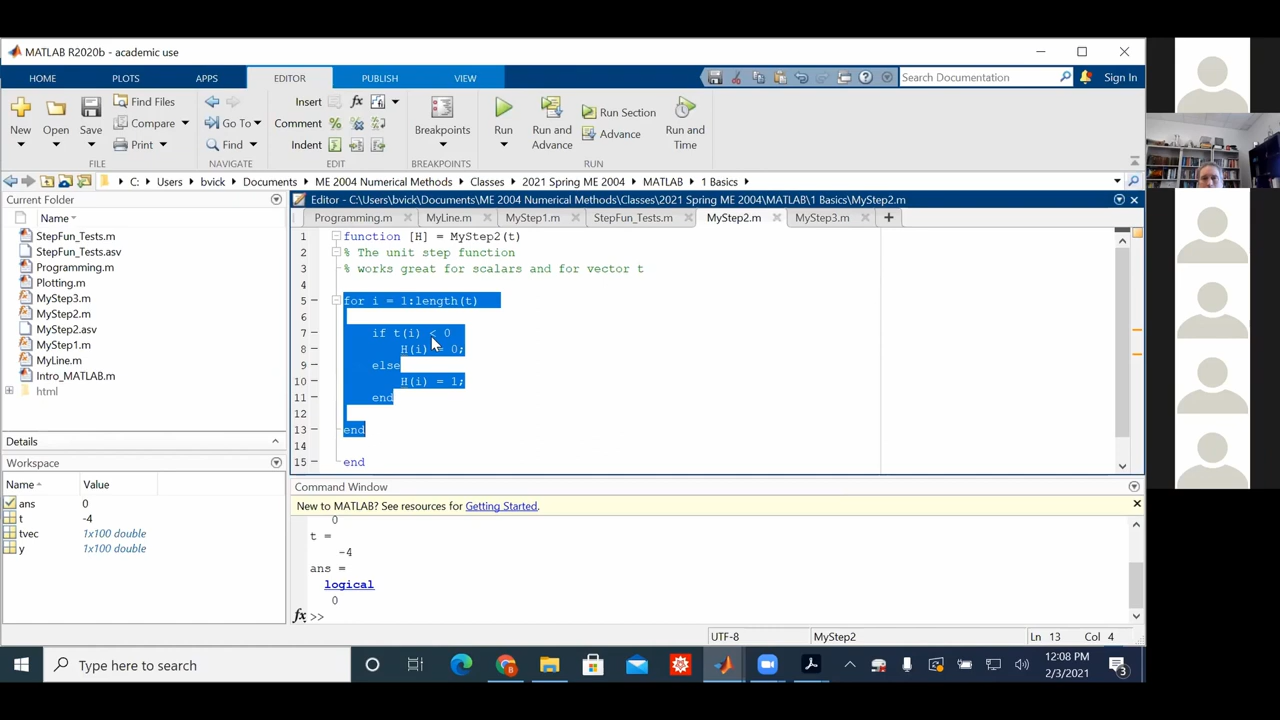 MATLAB R2020b - academic use
HOME PLOTS APPS EDITOR PUBLISH VIEW Search Documentation Sign In
New Open Save Find Files Compare Print
Go To Find
Insert fx Comment Indent
Breakpoints
Run Run and Advance Run Section Advance Run and Time
FILE NAVIGATE EDIT BREAKPOINTS RUN
C: Users bvick Documents ME 2004 Numerical Methods Classes 2021 Spring ME 2004 MATLAB 1 Basics
Current Folder
Name
StepFun_Tests.m
StepFun_Tests.asv
Programming.m
Plotting.m
MyStep3.m
MyStep2.m
MyStep2.asv
MyStep1.m
MyLine.m
Intro_MATLAB.m
html
Details
Workspace
Name Value
ans 0
t -4
tvec 1x100 double
y 1x100 double
Editor - C:\Users\bvick\Documents\ME 2004 Numerical Methods\Classes\2021 Spring ME 2004\MATLAB\1 Basics\MyStep2.m
Programming.m MyLine.m MyStep1.m StepFun_Tests.m MyStep2.m MyStep3.m
1 function [H] = MyStep2(t)
2 % The unit step function
3 % works great for scalars and for vector t
4
5 for i = 1:length(t)
6
7 if t(i) < 0
8 H(i) = 0;
9 else
10 H(i) = 1;
11 end
12
13 end
14
15 end
Command Window
New to MATLAB? See resources for Getting Started.
0
t =
-4
ans =
logical
0
fx >>
UTF-8 MyStep2 Ln 13 Col 4
Type here to search
12:08 PM
2/3/2021
3